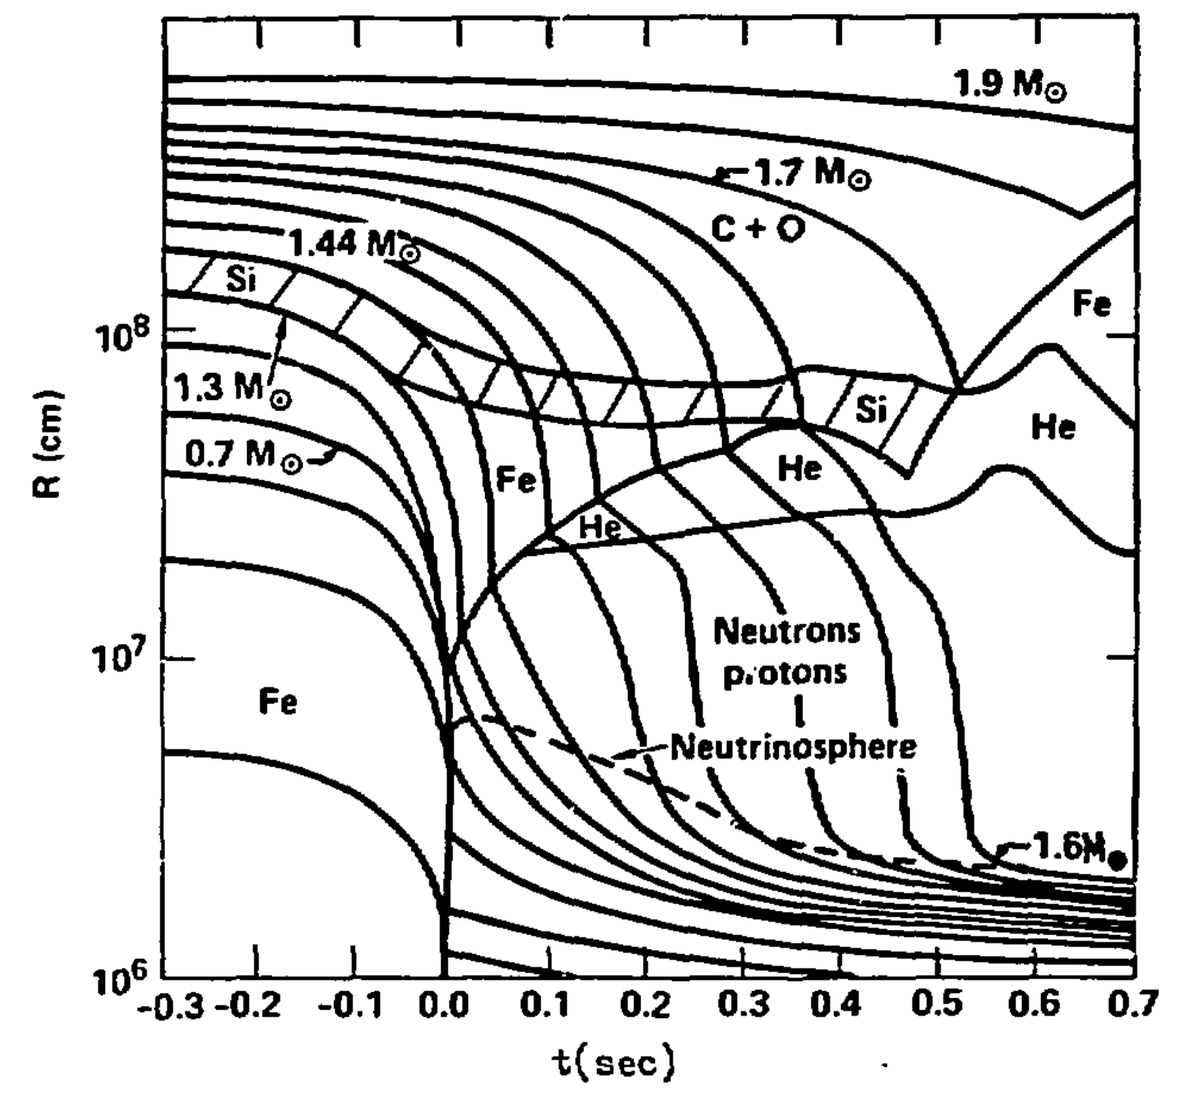 1.9 M⊙
1.7 M⊙
C + O
1.44 M⊙
Si
Fe
10⁸
1.3 M⊙
Si
He
0.7 M⊙
Fe
He
He
R (cm)
Neutrons
protons
10⁷
Fe
Neutrinosphere
1.6M⊙
10⁶
-0.3 -0.2 -0.1 0.0 0.1 0.2 0.3 0.4 0.5 0.6 0.7
t(sec)